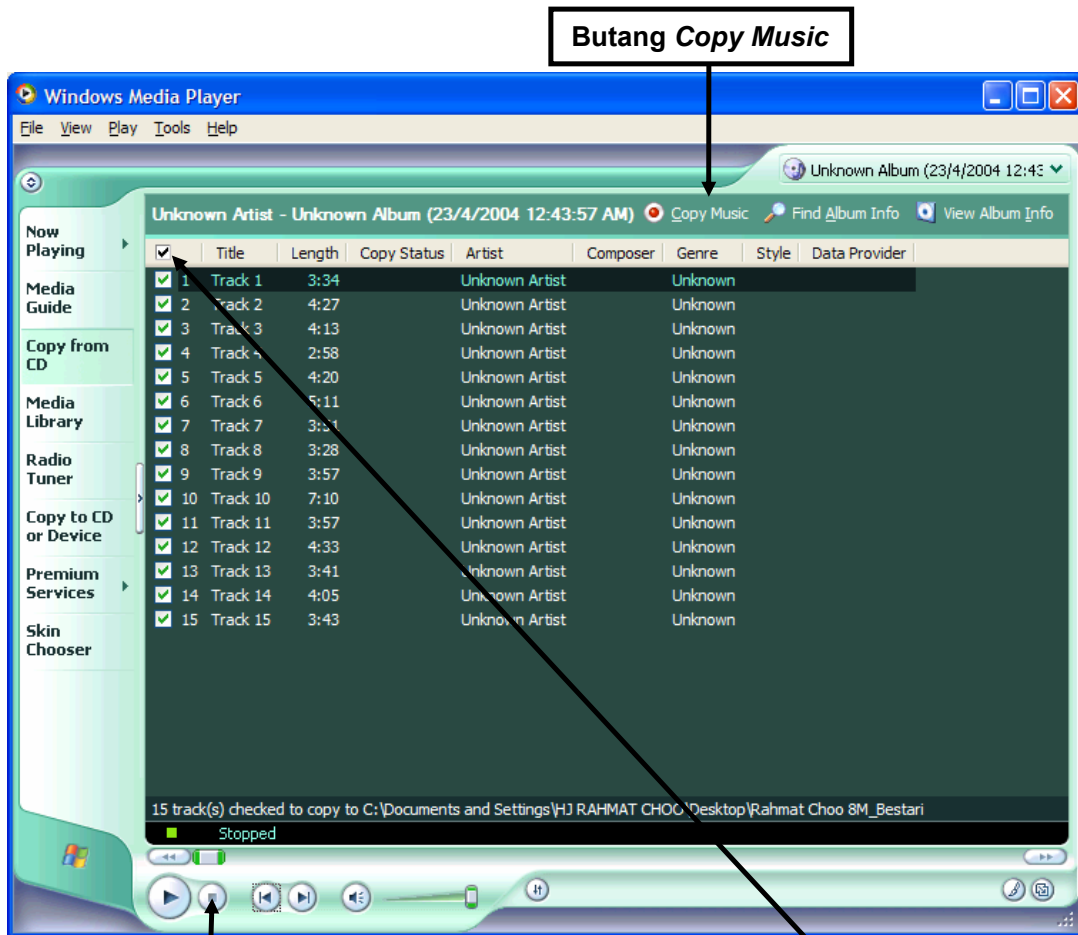 Butang Copy Music
Windows Media Player
File View Play Tools Help
Unknown Album (23/4/2004 12:43
Unknown Artist - Unknown Album (23/4/2004 12:43:57 AM) Copy Music Find Album Info View Album Info
Now Playing
Media Guide
Copy from CD
Media Library
Radio Tuner
Copy to CD or Device
Premium Services
Skin Chooser
Title Length Copy Status Artist Composer Genre Style Data Provider
1 Track 1 3:34 Unknown Artist Unknown
2 Track 2 4:27 Unknown Artist Unknown
3 Track 3 4:13 Unknown Artist Unknown
4 Track 4 2:58 Unknown Artist Unknown
5 Track 5 4:20 Unknown Artist Unknown
6 Track 6 5:11 Unknown Artist Unknown
7 Track 7 Unknown Artist Unknown
8 Track 8 3:28 Unknown Artist Unknown
9 Track 9 3:57 Unknown Artist Unknown
10 Track 10 7:10 Unknown Artist Unknown
11 Track 11 3:57 Unknown Artist Unknown
12 Track 12 4:33 Unknown Artist Unknown
13 Track 13 3:41 Unknown Artist Unknown
14 Track 14 4:05 Unknown Artist Unknown
15 Track 15 3:43 Unknown Artist Unknown
15 track(s) checked to copy to C:\Documents and Settings\HJ RAHMAT CHOO\Desktop\Rahmat Choo 8M_Bestari
Stopped